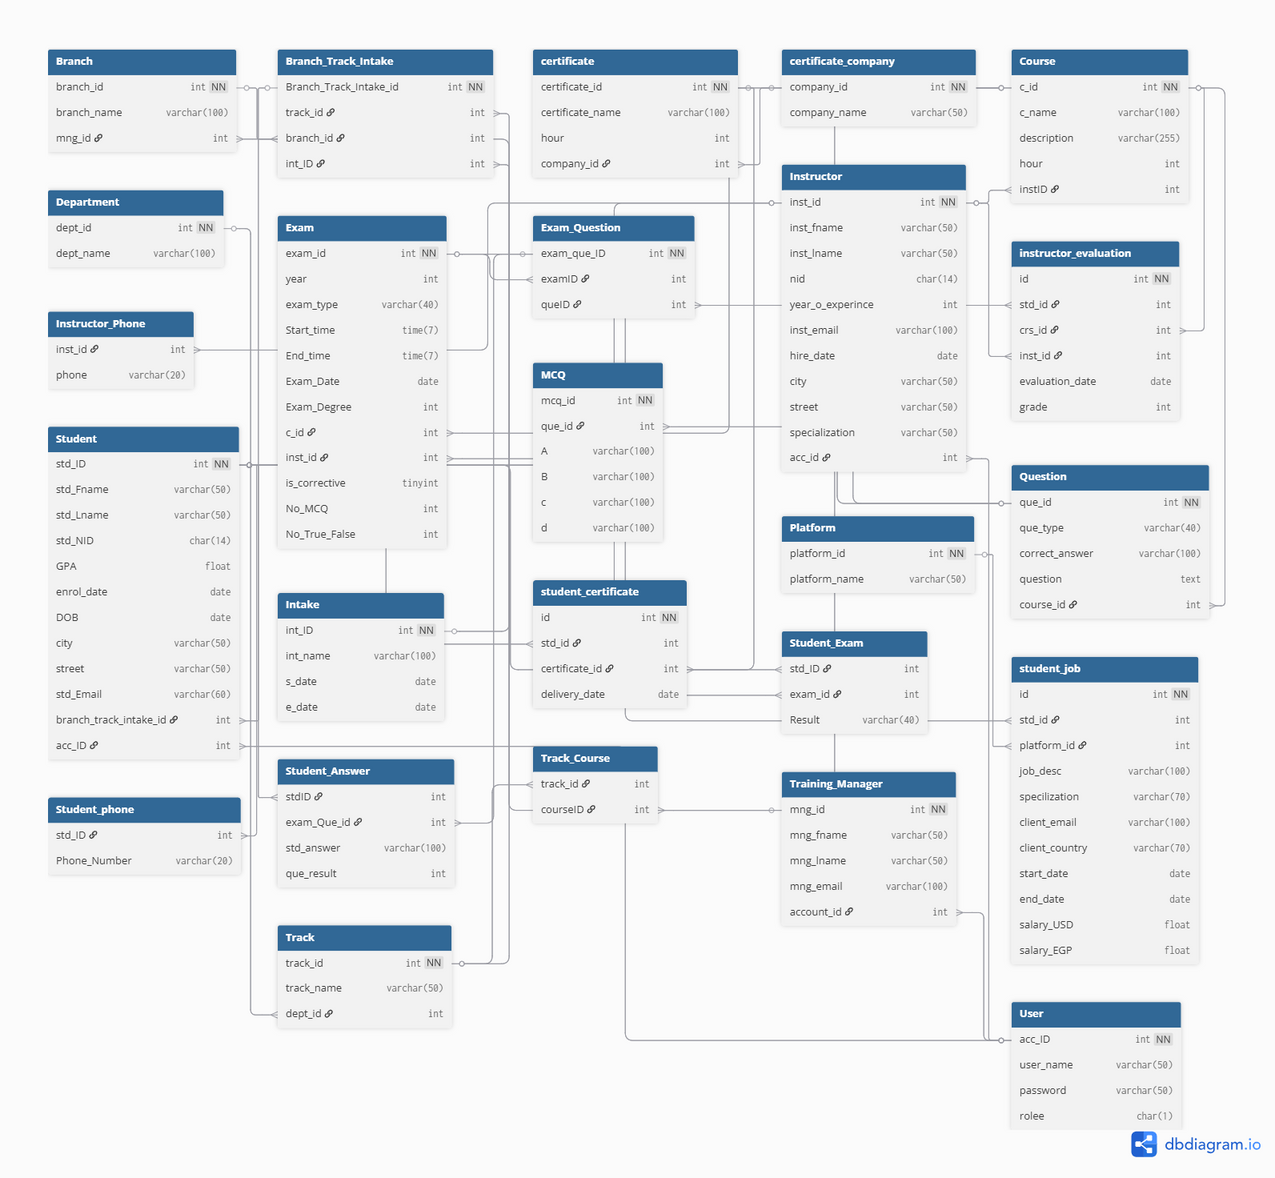 Branch
branch_id int NN
branch_name varchar(100)
mng_id int
Branch_Track_Intake
Branch_Track_Intake_id int NN
track_id int
branch_id int
int_ID int
certificate
certificate_id int NN
certificate_name varchar(100)
hour int
company_id int
certificate_company
company_id int NN
company_name varchar(50)
Course
c_id int NN
c_name varchar(100)
description varchar(255)
hour int
instID int
Department
dept_id int NN
dept_name varchar(100)
Exam
exam_id int NN
year int
exam_type varchar(40)
Start_time time(7)
End_time time(7)
Exam_Date date
Exam_Degree int
c_id int
inst_id int
is_corrective tinyint
No_MCQ int
No_True_False int
Exam_Question
exam_que_ID int NN
examID int
queID int
Instructor
inst_id int NN
inst_fname varchar(50)
inst_lname varchar(50)
nid char(14)
year_o_experince int
inst_email varchar(100)
hire_date date
city varchar(50)
street varchar(50)
specialization varchar(50)
acc_id int
instructor_evaluation
id int NN
std_id int
crs_id int
inst_id int
evaluation_date date
grade int
Instructor_Phone
inst_id int
phone varchar(20)
MCQ
mcq_id int NN
que_id int
A varchar(100)
B varchar(100)
c varchar(100)
d varchar(100)
Student
std_ID int NN
std_Fname varchar(50)
std_Lname varchar(50)
std_NID char(14)
GPA float
enrol_date date
DOB date
city varchar(50)
street varchar(50)
std_Email varchar(60)
branch_track_intake_id int
acc_ID int
Question
que_id int NN
que_type varchar(40)
correct_answer varchar(100)
question text
course_id int
Platform
platform_id int NN
platform_name varchar(50)
Intake
int_ID int NN
int_name varchar(100)
s_date date
e_date date
student_certificate
id int NN
std_id int
certificate_id int
delivery_date date
Student_Exam
std_ID int
exam_id int
Result varchar(40)
student_job
id int NN
std_id int
platform_id int
job_desc varchar(100)
specilization varchar(70)
client_email varchar(100)
client_country varchar(70)
start_date date
end_date date
salary_USD float
salary_EGP float
Student_Answer
stdID int
exam_Que_id int
std_answer varchar(100)
que_result int
Track_Course
track_id int
courseID int
Training_Manager
mng_id int NN
mng_fname varchar(50)
mng_lname varchar(50)
mng_email varchar(100)
account_id int
Student_phone
std_ID int
Phone_Number varchar(20)
Track
track_id int NN
track_name varchar(50)
dept_id int
User
acc_ID int NN
user_name varchar(50)
password varchar(50)
rolee char(1)
dbdiagram.io